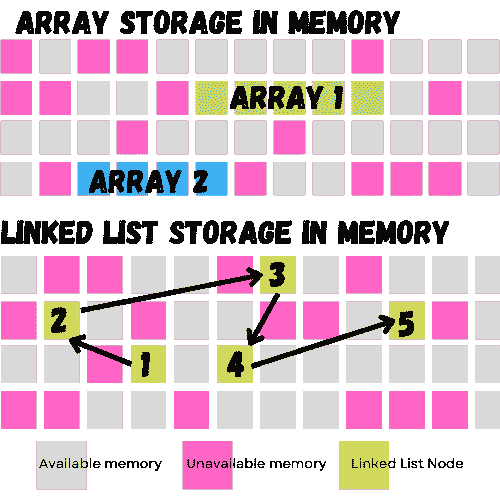 ARRAY STORAGE IN MEMORY
ARRAY 1
ARRAY 2
LINKED LIST STORAGE IN MEMORY
3
2
5
1
4
Available memory
Unavailable memory
Linked List Node